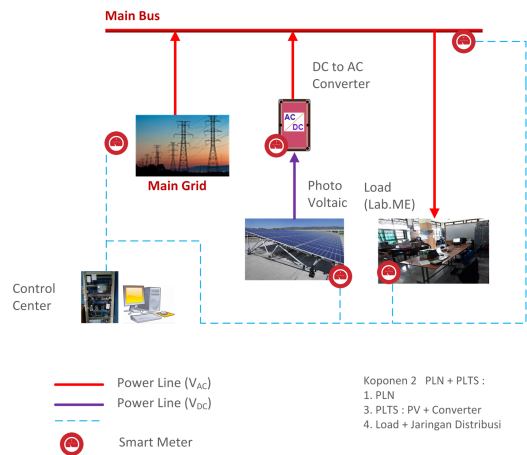 Main Bus
DC to AC
Converter
AC
DC
Main Grid
Photo
Voltaic
Load
(Lab.ME)
Control
Center
Power Line (VAC)
Power Line (VDC)
Smart Meter
Koponen 2 PLN + PLTS :
1. PLN
3. PLTS : PV + Converter
4. Load + Jaringan Distribusi